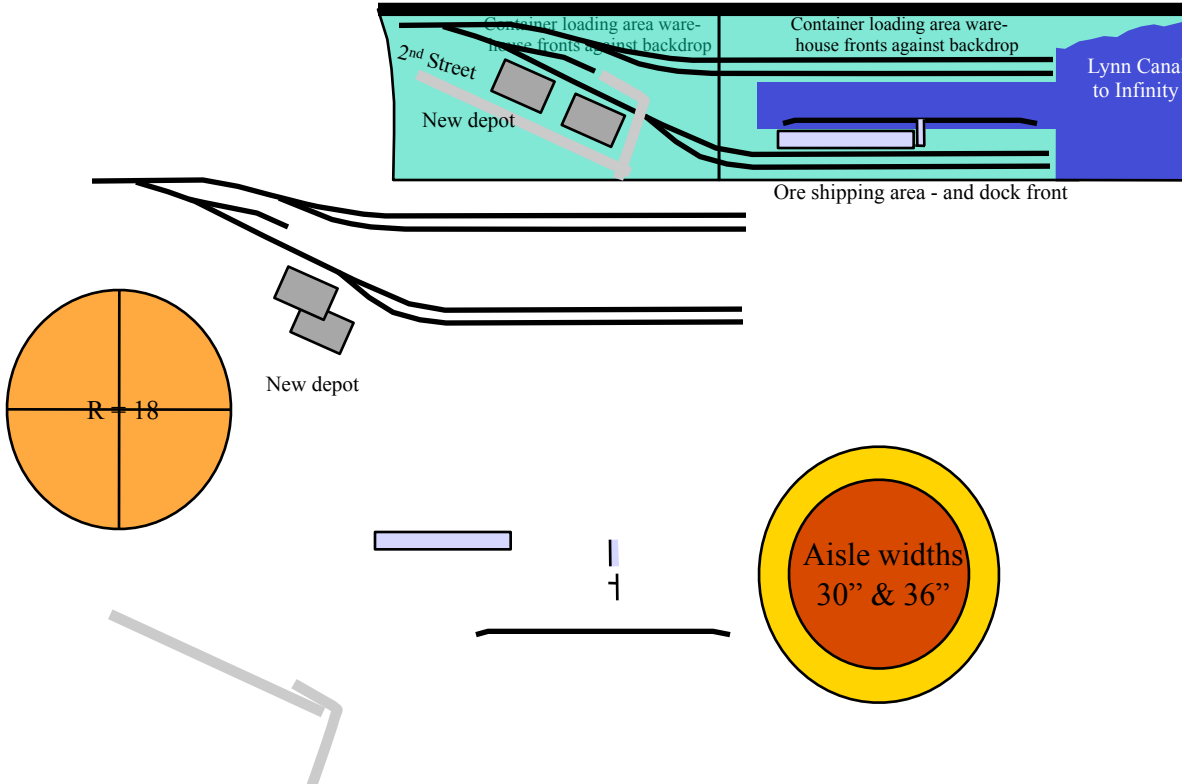 Container loading area ware-
house fronts against backdrop
Container loading area ware-
house fronts against backdrop
2nd Street
New depot
Lynn Canal
to Infinity
Ore shipping area - and dock front
New depot
R = 18
Aisle widths
30” & 36”